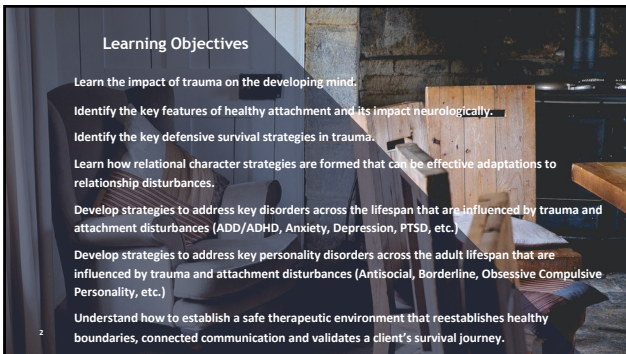 Learning Objectives
Learn the impact of trauma on the developing mind.
Identify the key features of healthy attachment and its impact neurologically.
Identify the key defensive survival strategies in trauma.
Learn how relational character strategies are formed that can be effective adaptations to
relationship disturbances.
Develop strategies to address key disorders across the lifespan that are influenced by trauma and
attachment disturbances (ADD/ADHD, Anxiety, Depression, PTSD, etc.)
Develop strategies to address key personality disorders across the adult lifespan that are
influenced by trauma and attachment disturbances (Antisocial, Borderline, Obsessive Compulsive
Personality, etc.)
Understand how to establish a safe therapeutic environment that reestablishes healthy
boundaries, connected communication and validates a client's survival journey.
2